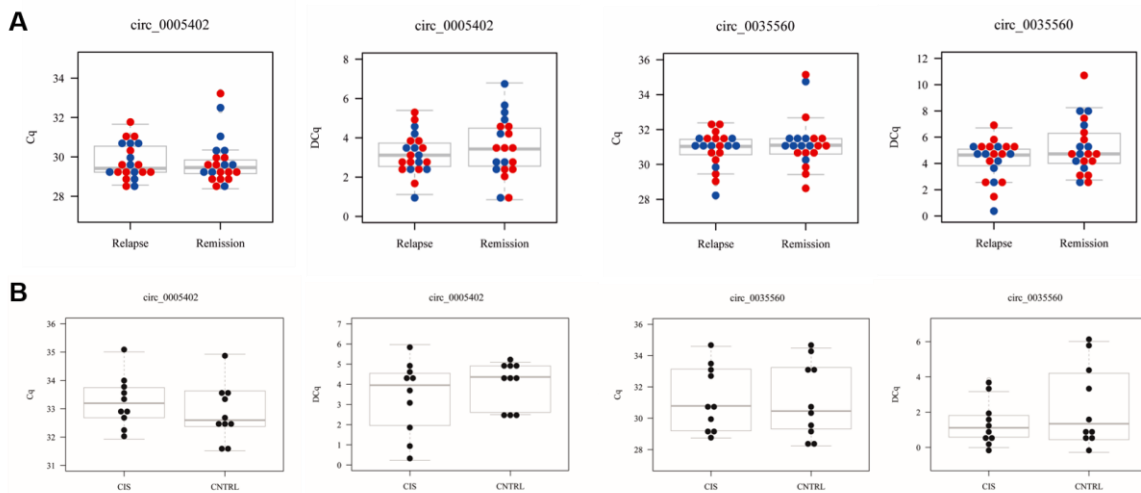 A
circ_0005402
Cq
34
32
30
28
Relapse
Remission
circ_0005402
DCq
8
6
4
2
0
Relapse
Remission
circ_0035560
Cq
36
34
32
30
28
Relapse
Remission
circ_0035560
DCq
12
10
8
6
4
2
0
Relapse
Remission
B
circ_0005402
Cq
36
35
34
33
32
31
CIS
CNTRL
circ_0005402
DCq
7
6
5
4
3
2
1
0
CIS
CNTRL
circ_0035560
Cq
36
34
32
30
28
CIS
CNTRL
circ_0035560
DCq
6
4
2
0
CIS
CNTRL